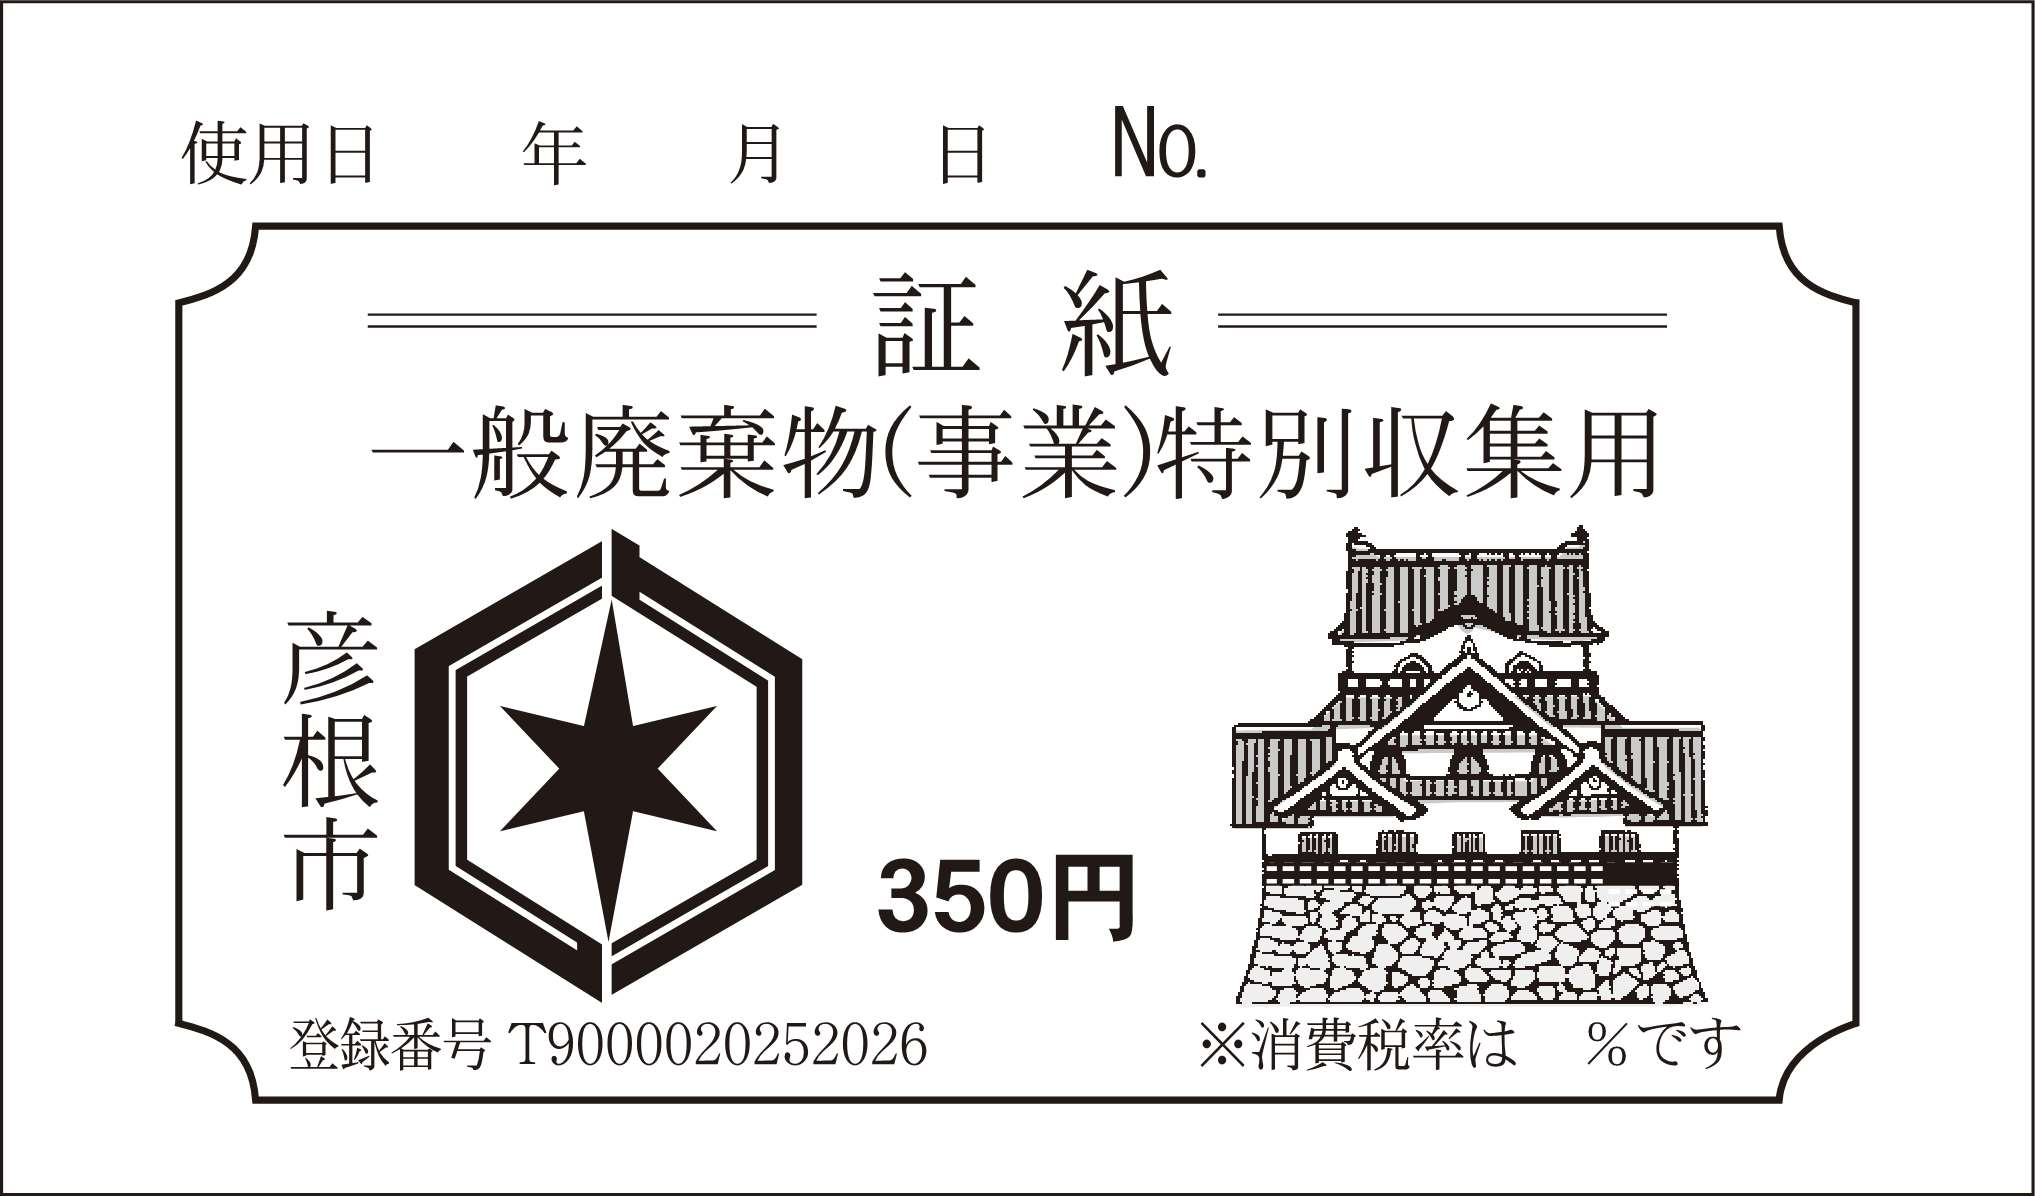 使用日　　年　　月　　日　　No.
証 紙
一般廃棄物(事業)特別収集用
彦根市
350円
登録番号 T9000020252026
※消費税率は　　%です